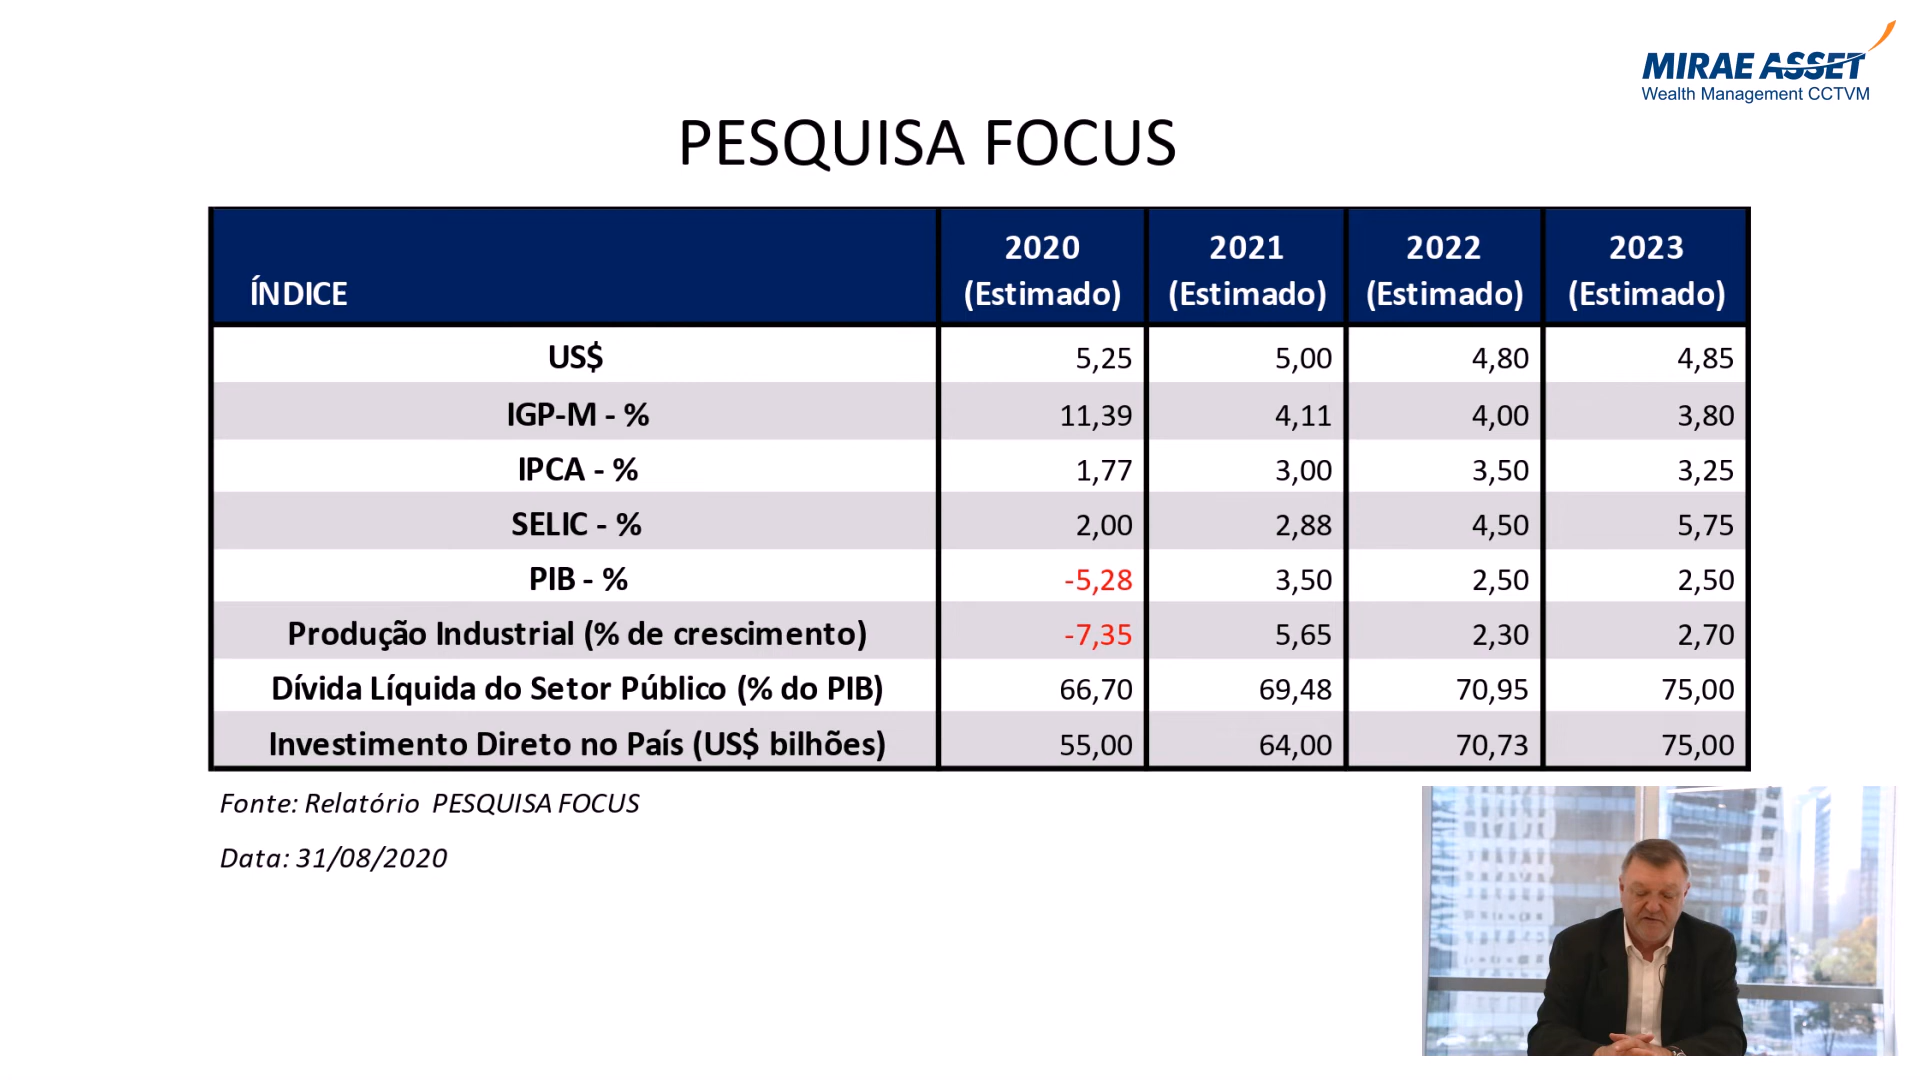 MIRAE ASSET
Wealth Management CCTVM
PESQUISA FOCUS
ÍNDICE 2020 (Estimado) 2021 (Estimado) 2022 (Estimado) 2023 (Estimado)
US$ 5,25 5,00 4,80 4,85
IGP-M - % 11,39 4,11 4,00 3,80
IPCA - % 1,77 3,00 3,50 3,25
SELIC - % 2,00 2,88 4,50 5,75
PIB - % -5,28 3,50 2,50 2,50
Produção Industrial (% de crescimento) -7,35 5,65 2,30 2,70
Dívida Líquida do Setor Público (% do PIB) 66,70 69,48 70,95 75,00
Investimento Direto no País (US$ bilhões) 55,00 64,00 70,73 75,00
Fonte: Relatório PESQUISA FOCUS
Data: 31/08/2020